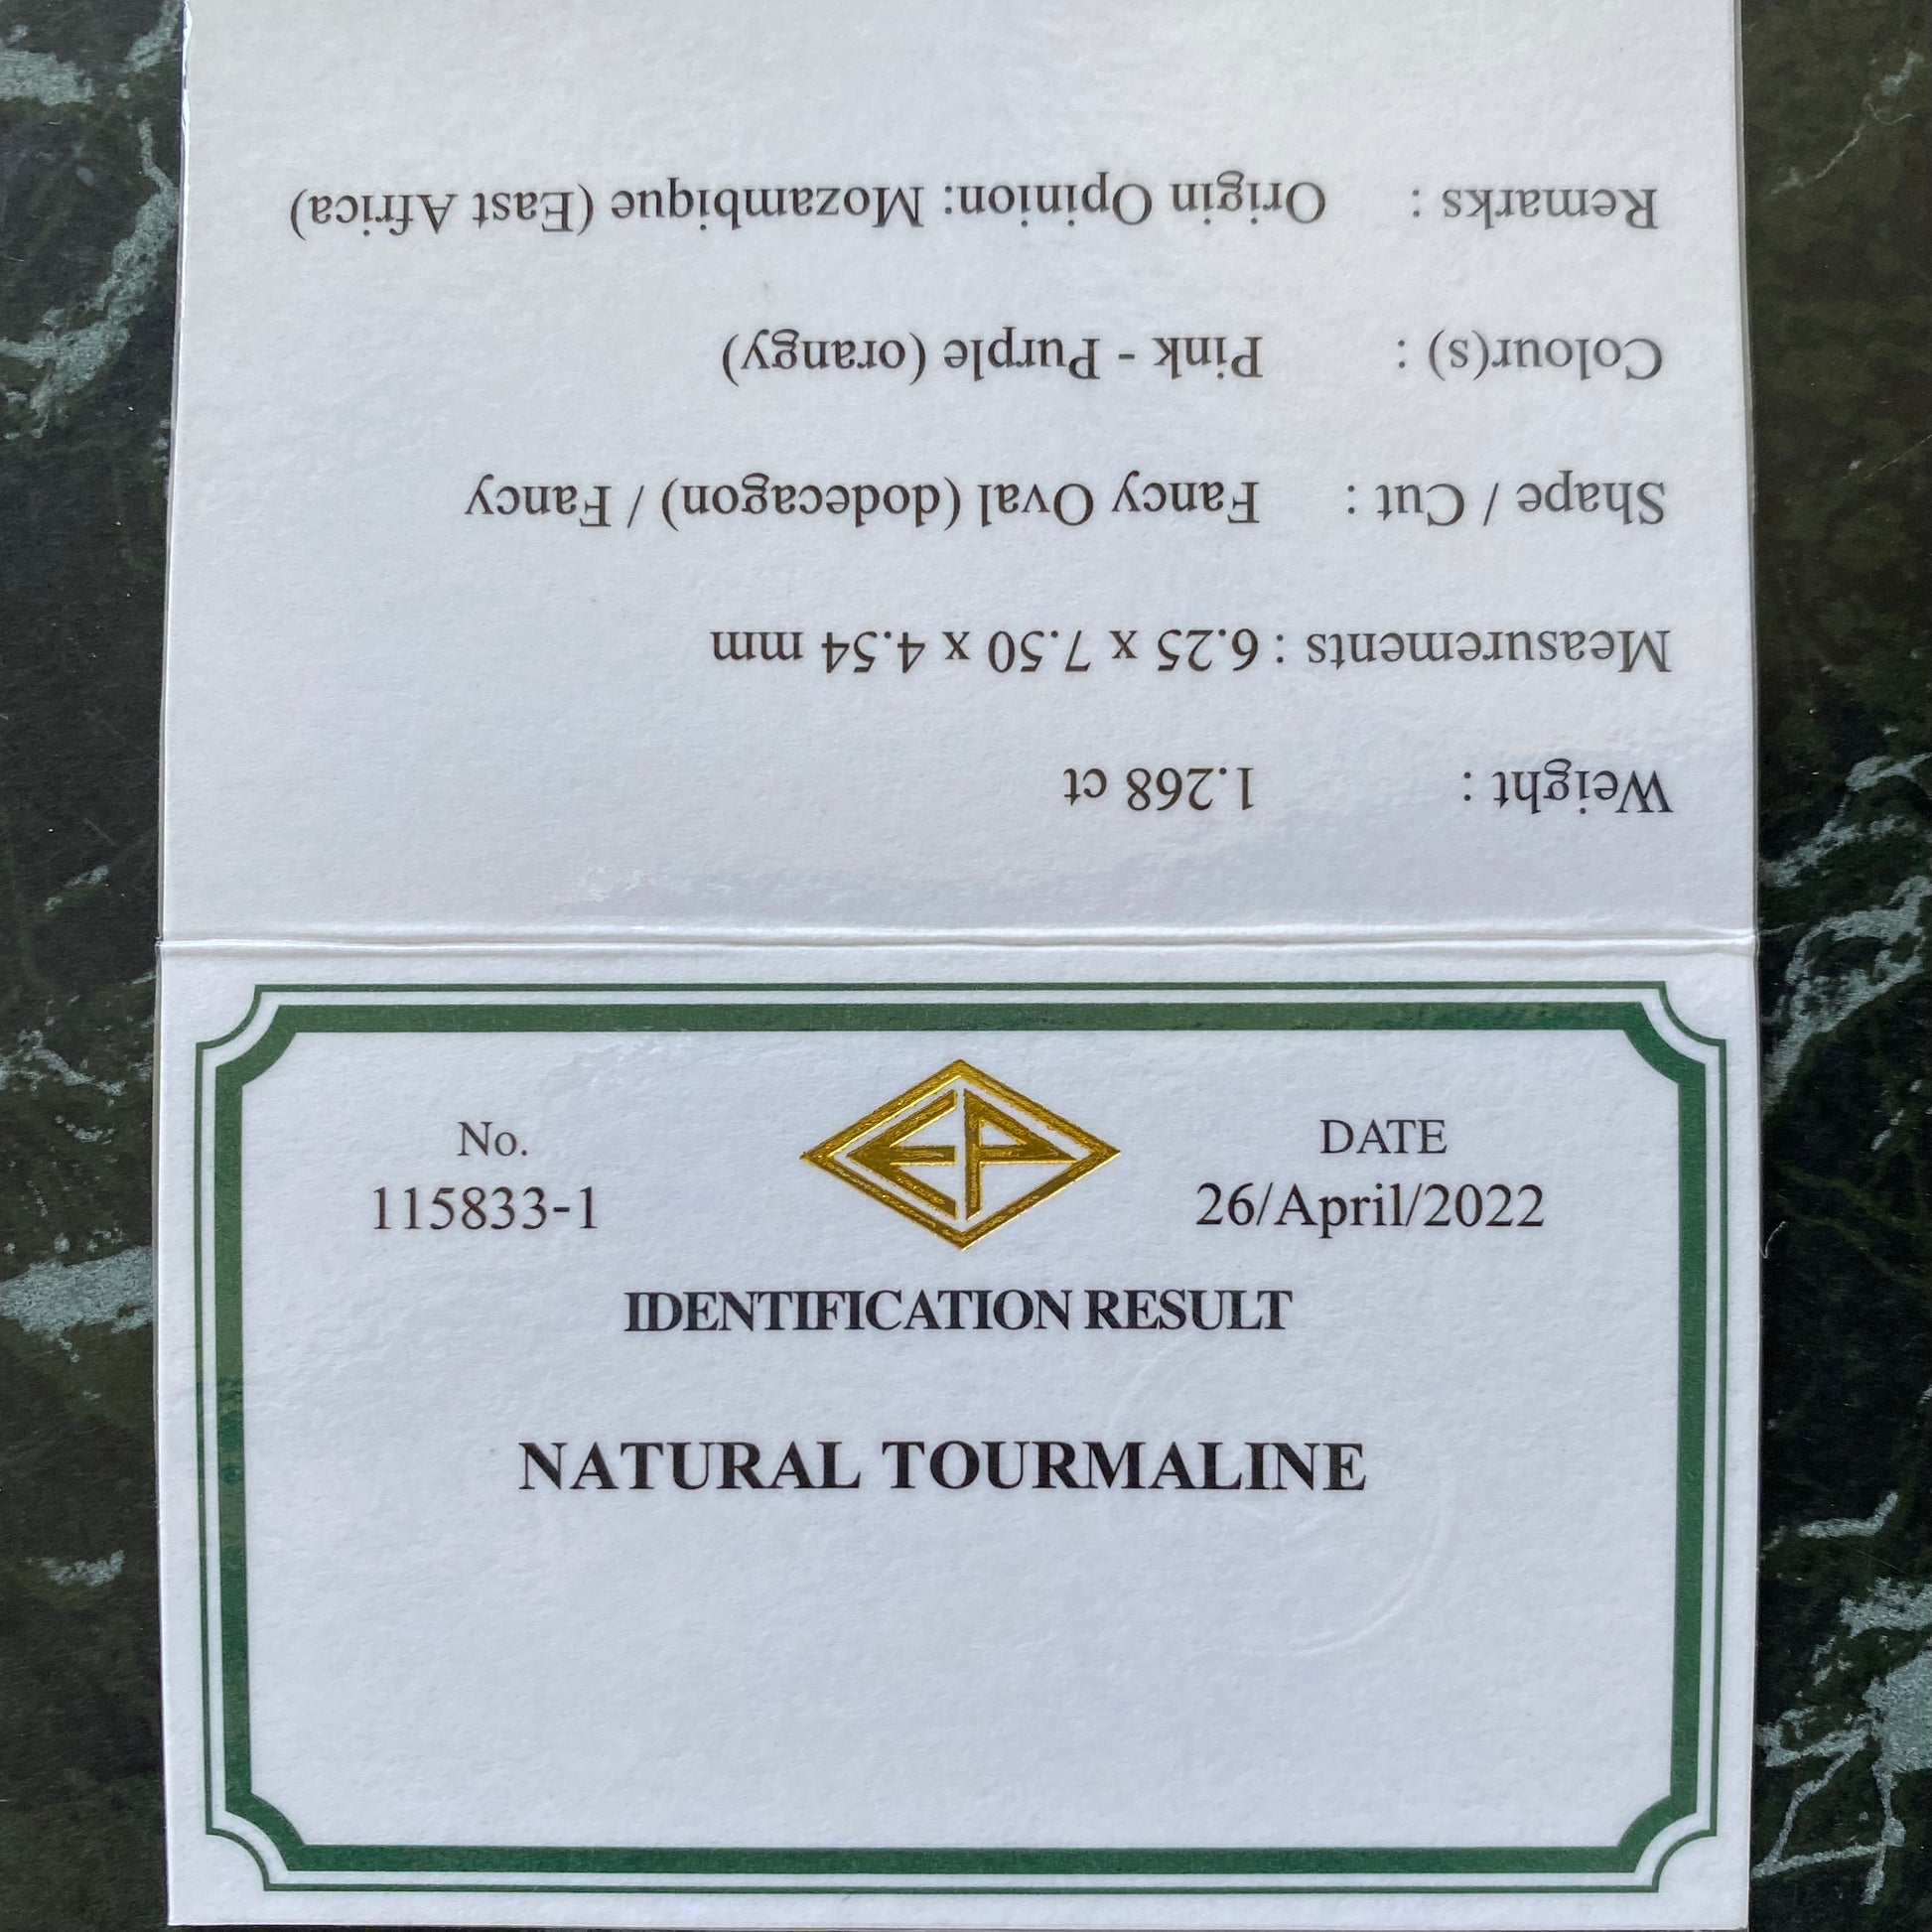 Weight : 1.268 ct
Measurements : 6.25 x 7.50 x 4.54 mm
Shape / Cut : Fancy Oval (dodecagon) / Fancy
Colour(s) : Pink - Purple (orangy)
Remarks : Origin Opinion: Mozambique (East Africa)
EP
No. DATE
115833-1 26/April/2022
IDENTIFICATION RESULT
NATURAL TOURMALINE